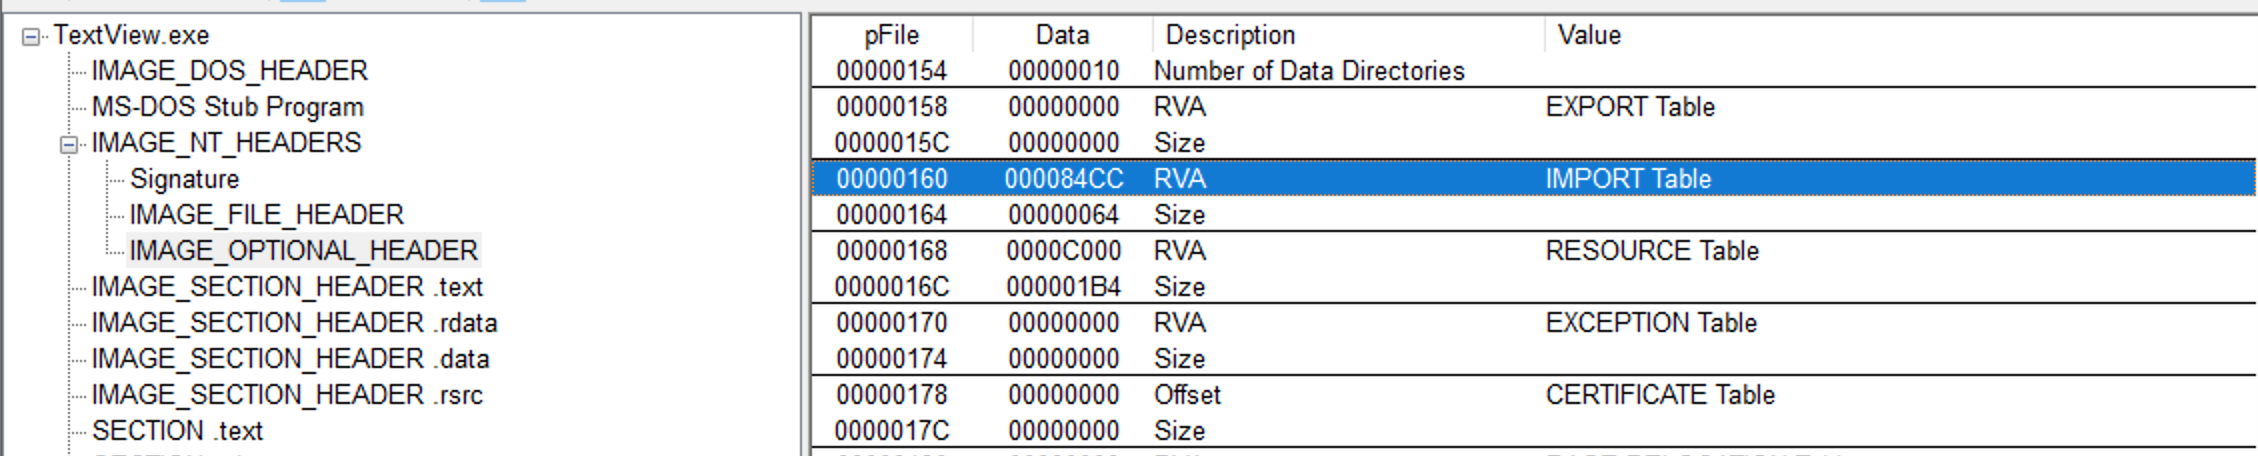 TextView.exe
IMAGE_DOS_HEADER
MS-DOS Stub Program
IMAGE_NT_HEADERS
Signature
IMAGE_FILE_HEADER
IMAGE_OPTIONAL_HEADER
IMAGE_SECTION_HEADER .text
IMAGE_SECTION_HEADER .rdata
IMAGE_SECTION_HEADER .data
IMAGE_SECTION_HEADER .rsrc
SECTION .text
pFile Data Description Value
00000154 00000010 Number of Data Directories
00000158 00000000 RVA EXPORT Table
0000015C 00000000 Size
00000160 000084CC RVA IMPORT Table
00000164 00000064 Size
00000168 0000C000 RVA RESOURCE Table
0000016C 000001B4 Size
00000170 00000000 RVA EXCEPTION Table
00000174 00000000 Size
00000178 00000000 Offset CERTIFICATE Table
0000017C 00000000 Size